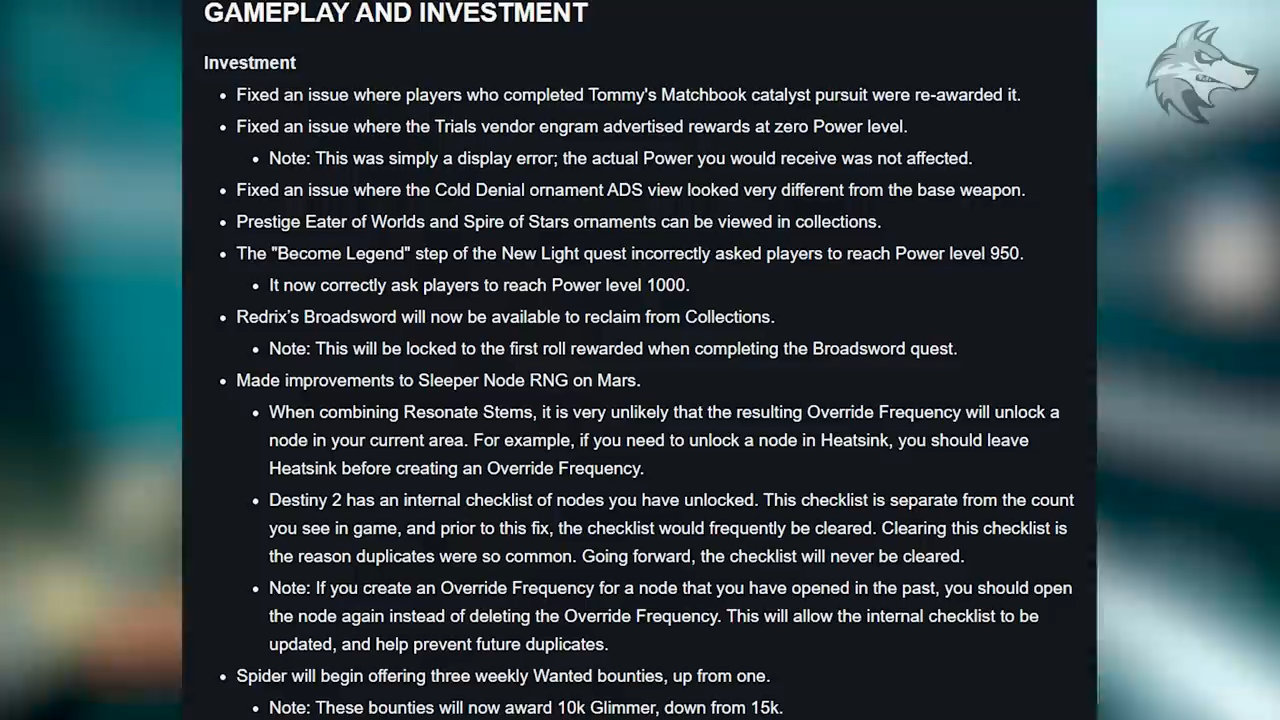 GAMEPLAY AND INVESTMENT
Investment
Fixed an issue where players who completed Tommy's Matchbook catalyst pursuit were re-awarded it.
Fixed an issue where the Trials vendor engram advertised rewards at zero Power level.
Note: This was simply a display error; the actual Power you would receive was not affected.
Fixed an issue where the Cold Denial ornament ADS view looked very different from the base weapon.
Prestige Eater of Worlds and Spire of Stars ornaments can be viewed in collections.
The "Become Legend" step of the New Light quest incorrectly asked players to reach Power level 950.
It now correctly ask players to reach Power level 1000.
Redrix's Broadsword will now be available to reclaim from Collections.
Note: This will be locked to the first roll rewarded when completing the Broadsword quest.
Made improvements to Sleeper Node RNG on Mars.
When combining Resonate Stems, it is very unlikely that the resulting Override Frequency will unlock a
node in your current area. For example, if you need to unlock a node in Heatsink, you should leave
Heatsink before creating an Override Frequency.
Destiny 2 has an internal checklist of nodes you have unlocked. This checklist is separate from the count
you see in game, and prior to this fix, the checklist would frequently be cleared. Clearing this checklist is
the reason duplicates were so common. Going forward, the checklist will never be cleared.
Note: If you create an Override Frequency for a node that you have opened in the past, you should open
the node again instead of deleting the Override Frequency. This will allow the internal checklist to be
updated, and help prevent future duplicates.
Spider will begin offering three weekly Wanted bounties, up from one.
Note: These bounties will now award 10k Glimmer, down from 15k.